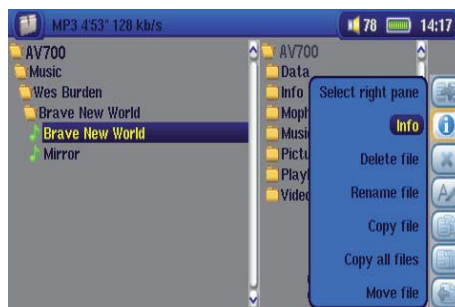 MP3 4'53" 128 kb/s
78
14:17
AV700
Music
Wes Burden
Brave New World
Brave New World
Mirror
AV700
Data
Info
Moph
Musi
Pictu
Playl
Video
Select right pane
Info
Delete file
Rename file
Copy file
Copy all files
Move file